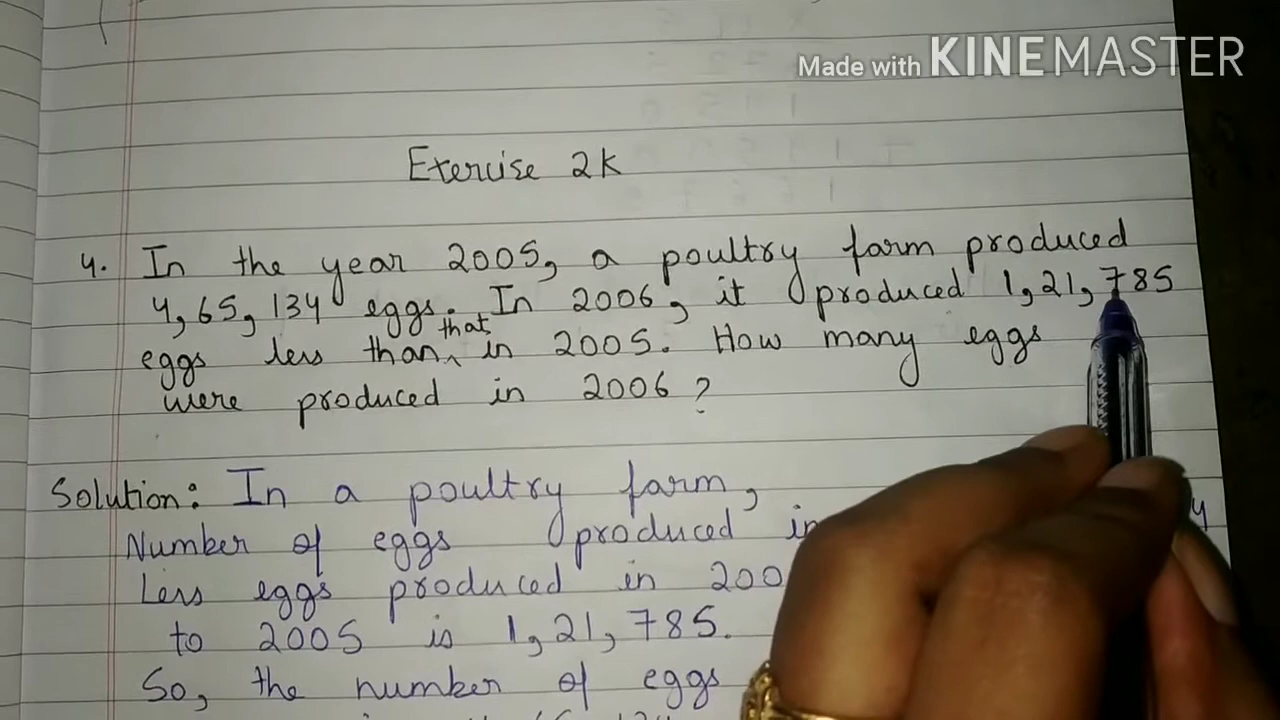 Made with KINEMASTER
Exercise 2K
4. In the year 2005, a poultry farm produced
4,65,134 eggs. In 2006, it produced 1,21,785
eggs less than that in 2005. How many eggs
were produced in 2006?
Solution: In a poultry farm,
Number of eggs produced in
Less eggs produced in 200
to 2005 is 1,21,785.
So, the number of eggs